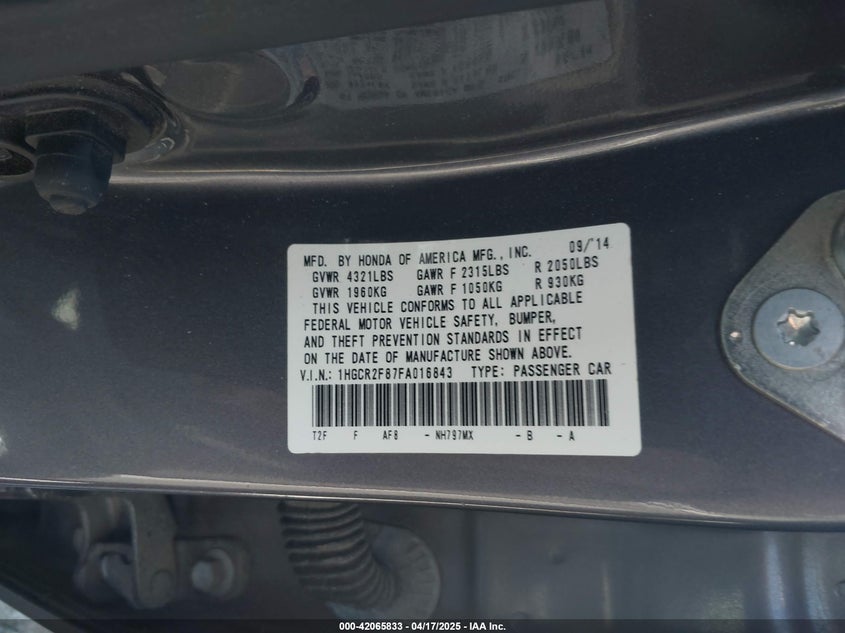 MFD. BY HONDA OF AMERICA MFG., INC. 09/'14
GVWR 4321LBS GAWR F 2315LBS R 2050LBS
GVWR 1960KG GAWR F 1050KG R 930KG
THIS VEHICLE CONFORMS TO ALL APPLICABLE
FEDERAL MOTOR VEHICLE SAFETY, BUMPER,
AND THEFT PREVENTION STANDARDS IN EFFECT
ON THE DATE OF MANUFACTURE SHOWN ABOVE.
V.I.N.: 1HGCR2F87FA016843 TYPE: PASSENGER CAR
T2F F AF8 - NH797MX - B - A
000-42065833 - 04/17/2025 - IAA Inc.